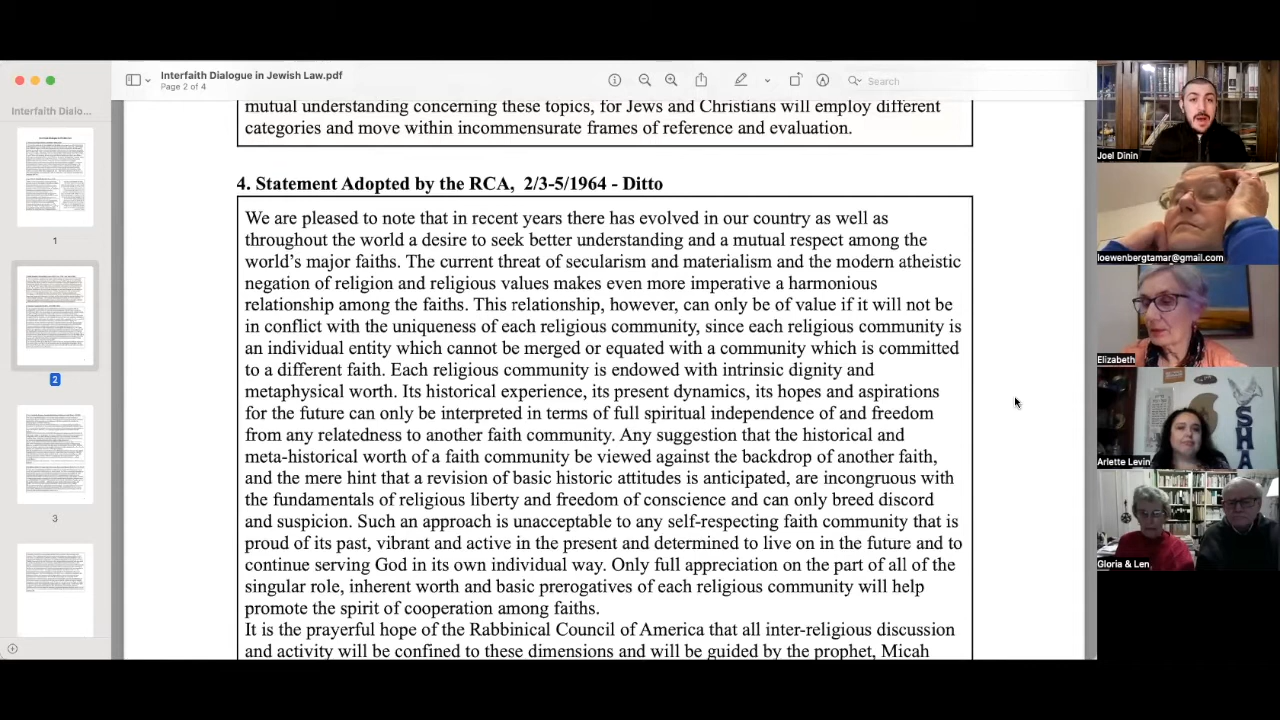 Interfaith Dialogue in Jewish Law.pdf
Page 2 of 4
Search
Interfaith Dialo...
1
2
3
mutual understanding concerning these topics, for Jews and Christians will employ different
categories and move within incommensurate frames of reference and evaluation.
4. Statement Adopted by the RCA, 2/3-5/1964 - Ditto
We are pleased to note that in recent years there has evolved in our country as well as
throughout the world a desire to seek better understanding and a mutual respect among the
world's major faiths. The current threat of secularism and materialism and the modern atheistic
negation of religion and religious values makes even more imperative a harmonious
relationship among the faiths. This relationship, however, can only be of value if it will not be
in conflict with the uniqueness of each religious community, since each religious community is
an individual entity which cannot be merged or equated with a community which is committed
to a different faith. Each religious community is endowed with intrinsic dignity and
metaphysical worth. Its historical experience, its present dynamics, its hopes and aspirations
for the future can only be interpreted in terms of full spiritual independence of and freedom
from any relatedness to another faith community. Any suggestion that the historical and
meta-historical worth of a faith community be viewed against the backdrop of another faith,
and the mere hint that a revision of basic historic attitudes is anticipated, are incongruous with
the fundamentals of religious liberty and freedom of conscience and can only breed discord
and suspicion. Such an approach is unacceptable to any self-respecting faith community that is
proud of its past, vibrant and active in the present and determined to live on in the future and to
continue serving God in its own individual way. Only full appreciation on the part of all of the
singular role, inherent worth and basic prerogatives of each religious community will help
promote the spirit of cooperation among faiths.
It is the prayerful hope of the Rabbinical Council of America that all inter-religious discussion
and activity will be confined to these dimensions and will be guided by the prophet, Micah
Joel Dinin
loewenbergtamar@gmail.com
Elizabeth
Arlette Levin
Gloria & Len